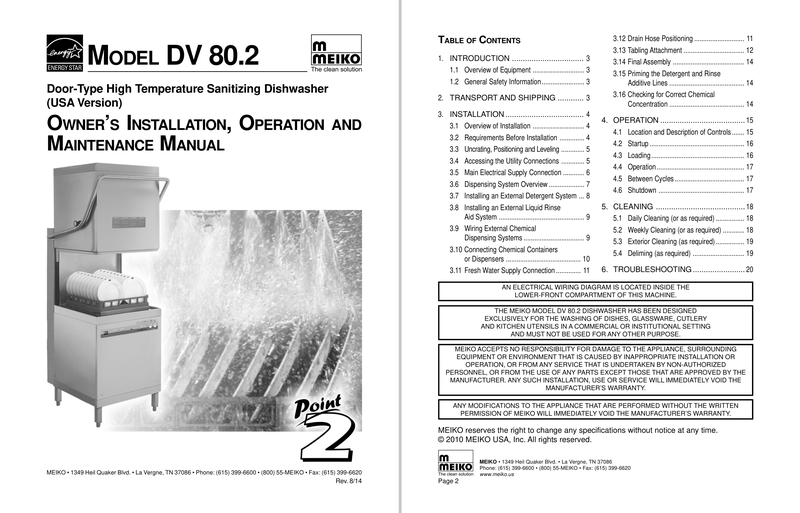 ENERGY STAR
MODEL DV 80.2
m
MEIKO
The clean solution
Door-Type High Temperature Sanitizing Dishwasher
(USA Version)
OWNER'S INSTALLATION, OPERATION AND
MAINTENANCE MANUAL
Point
2
MEIKO • 1349 Heil Quaker Blvd. • La Vergne, TN 37086 • Phone: (615) 399-6600 • (800) 55-MEIKO • Fax: (615) 399-6620
Rev. 8/14
TABLE OF CONTENTS
1. INTRODUCTION ................................ 3
1.1 Overview of Equipment .......................... 3
1.2 General Safety Information ..................... 3
2. TRANSPORT AND SHIPPING ............ 3
3. INSTALLATION ................................... 4
3.1 Overview of Installation .......................... 4
3.2 Requirements Before Installation ............. 4
3.3 Uncrating, Positioning and Leveling ............ 5
3.4 Accessing the Utility Connections ............ 5
3.5 Main Electrical Supply Connection ........... 6
3.6 Dispensing System Overview .................. 7
3.7 Installing an External Detergent System ... 8
3.8 Installing an External Liquid Rinse
Aid System ........................................... 9
3.9 Wiring External Chemical
Dispensing Systems .............................. 9
3.10 Connecting Chemical Containers
or Dispensers ...................................... 10
3.11 Fresh Water Supply Connection ............. 11
3.12 Drain Hose Positioning .......................... 11
3.13 Tabling Attachment ............................... 12
3.14 Final Assembly ..................................... 14
3.15 Priming the Detergent and Rinse
Additive Lines ...................................... 14
3.16 Checking for Correct Chemical
Concentration ...................................... 14
4. OPERATION ...................................... 15
4.1 Location and Description of Controls ...... 15
4.2 Startup ................................................ 16
4.3 Loading ............................................... 16
4.4 Operation ............................................ 17
4.5 Between Cycles ................................... 17
4.6 Shutdown ............................................ 17
5. CLEANING ........................................ 18
5.1 Daily Cleaning (or as required) .............. 18
5.2 Weekly Cleaning (or as required) ........... 18
5.3 Exterior Cleaning (as required) .............. 19
5.4 Deliming (as required) .......................... 19
6. TROUBLESHOOTING ........................ 20
AN ELECTRICAL WIRING DIAGRAM IS LOCATED INSIDE THE
LOWER-FRONT COMPARTMENT OF THIS MACHINE.
THE MEIKO MODEL DV 80.2 DISHWASHER HAS BEEN DESIGNED
EXCLUSIVELY FOR THE WASHING OF DISHES, GLASSWARE, CUTLERY
AND KITCHEN UTENSILS IN A COMMERCIAL OR INSTITUTIONAL SETTING
AND MUST NOT BE USED FOR ANY OTHER PURPOSE.
MEIKO ACCEPTS NO RESPONSIBILITY FOR DAMAGE TO THE APPLIANCE, SURROUNDING
EQUIPMENT OR ENVIRONMENT THAT IS CAUSED BY INAPPROPRIATE INSTALLATION OR
OPERATION, OR FROM ANY SERVICE THAT IS UNDERTAKEN BY NON-AUTHORIZED
PERSONNEL, OR FROM THE USE OF ANY PARTS EXCEPT THOSE THAT ARE APPROVED BY THE
MANUFACTURER. ANY SUCH INSTALLATION, USE OR SERVICE WILL IMMEDIATELY VOID THE
MANUFACTURER'S WARRANTY.
ANY MODIFICATIONS TO THE APPLIANCE THAT ARE PERFORMED WITHOUT THE WRITTEN
PERMISSION OF MEIKO WILL IMMEDIATELY VOID THE MANUFACTURER'S WARRANTY.
MEIKO reserves the right to change any specifications without notice at any time.
© 2010 MEIKO USA, Inc. All rights reserved.
m
MEIKO
The clean solution
MEIKO • 1349 Heil Quaker Blvd. • La Vergne, TN 37086
Phone: (615) 399-6600 • (800) 55-MEIKO • Fax: (615) 399-6620
www.meiko.us
Page 2